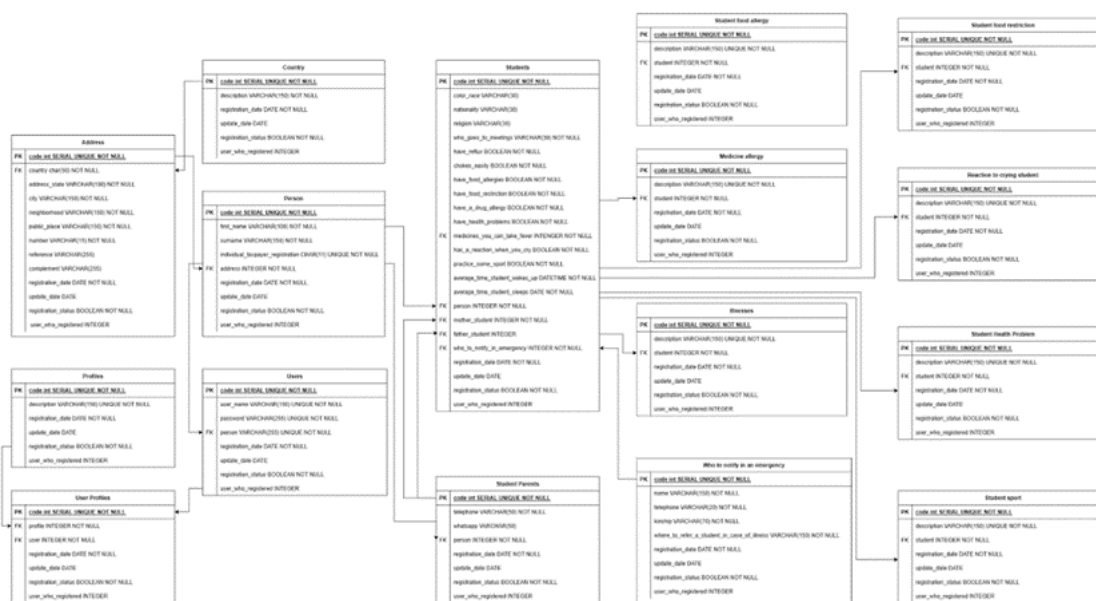 Country
PK code int SERIAL UNIQUE NOT NULL
description VARCHAR(150) NOT NULL
registration_date DATE NOT NULL
update_date DATE
registration_status BOOLEAN NOT NULL
user_who_registered INTEGER
Address
PK code int SERIAL UNIQUE NOT NULL
FK country char(50) NOT NULL
address_state VARCHAR(100) NOT NULL
city VARCHAR(150) NOT NULL
neighborhood VARCHAR(150) NOT NULL
public_place VARCHAR(150) NOT NULL
number VARCHAR(15) NOT NULL
reference VARCHAR(255)
complement VARCHAR(255)
registration_date DATE NOT NULL
update_date DATE
registration_status BOOLEAN NOT NULL
user_who_registered INTEGER
Person
PK code int SERIAL UNIQUE NOT NULL
first_name VARCHAR(100) NOT NULL
surname VARCHAR(150) NOT NULL
individual_taxpayer_registration CHAR(11) UNIQUE NOT NULL
FK address INTEGER NOT NULL
registration_date DATE NOT NULL
update_date DATE
registration_status BOOLEAN NOT NULL
user_who_registered INTEGER
Profiles
PK code int SERIAL UNIQUE NOT NULL
description VARCHAR(150) UNIQUE NOT NULL
registration_date DATE NOT NULL
update_date DATE
registration_status BOOLEAN NOT NULL
user_who_registered INTEGER
Users
PK code int SERIAL UNIQUE NOT NULL
user_name VARCHAR(150) UNIQUE NOT NULL
password VARCHAR(255) UNIQUE NOT NULL
FK person VARCHAR(255) UNIQUE NOT NULL
registration_date DATE NOT NULL
update_date DATE
registration_status BOOLEAN NOT NULL
user_who_registered INTEGER
User Profiles
PK code int SERIAL UNIQUE NOT NULL
FK profile INTEGER NOT NULL
FK user INTEGER NOT NULL
registration_date DATE NOT NULL
update_date DATE
registration_status BOOLEAN NOT NULL
user_who_registered INTEGER
Students
PK code int SERIAL UNIQUE NOT NULL
color_race VARCHAR(30)
nationality VARCHAR(30)
religion VARCHAR(30)
who_goes_to_meetings VARCHAR(50) NOT NULL
have_reflux BOOLEAN NOT NULL
chokes_easily BOOLEAN NOT NULL
have_food_allergies BOOLEAN NOT NULL
have_food_restriction BOOLEAN NOT NULL
have_a_drug_allergy BOOLEAN NOT NULL
have_health_problems BOOLEAN NOT NULL
FK medicines_you_can_take_fever INTENGER NOT NULL
has_a_reaction_when_you_cry BOOLEAN NOT NULL
practice_some_sport BOOLEAN NOT NULL
average_time_student_wakes_up DATETIME NOT NULL
average_time_student_sleeps DATE NOT NULL
FK person INTEGER NOT NULL
FK mother_student INTEGER NOT NULL
FK father_student INTEGER
FK who_to_notify_in_emergency INTEGER NOT NULL
registration_date DATE NOT NULL
update_date DATE
registration_status BOOLEAN NOT NULL
user_who_registered INTEGER
Student Parents
PK code int SERIAL UNIQUE NOT NULL
telephone VARCHAR(50) NOT NULL
whatsapp VARCHAR(50)
FK person INTEGER NOT NULL
registration_date DATE NOT NULL
update_date DATE
registration_status BOOLEAN NOT NULL
user_who_registered INTEGER
Student food allergy
PK code int SERIAL UNIQUE NOT NULL
description VARCHAR(150) UNIQUE NOT NULL
FK student INTEGER NOT NULL
registration_date DATE NOT NULL
update_date DATE
registration_status BOOLEAN NOT NULL
user_who_registered INTEGER
Medicine allergy
PK code int SERIAL UNIQUE NOT NULL
description VARCHAR(150) UNIQUE NOT NULL
FK student INTEGER NOT NULL
registration_date DATE NOT NULL
update_date DATE
registration_status BOOLEAN NOT NULL
user_who_registered INTEGER
Illnesses
PK code int SERIAL UNIQUE NOT NULL
description VARCHAR(150) UNIQUE NOT NULL
FK student INTEGER NOT NULL
registration_date DATE NOT NULL
update_date DATE
registration_status BOOLEAN NOT NULL
user_who_registered INTEGER
Who to notify in an emergency
PK code int SERIAL UNIQUE NOT NULL
name VARCHAR(150) NOT NULL
telephone VARCHAR(20) NOT NULL
kinship VARCHAR(70) NOT NULL
where_to_refer_a_student_in_case_of_illness VARCHAR(150) NOT NULL
registration_date DATE NOT NULL
update_date DATE
registration_status BOOLEAN NOT NULL
user_who_registered INTEGER
Student food restriction
PK code int SERIAL UNIQUE NOT NULL
description VARCHAR(150) UNIQUE NOT NULL
FK student INTEGER NOT NULL
registration_date DATE NOT NULL
update_date DATE
registration_status BOOLEAN NOT NULL
user_who_registered INTEGER
Reaction to crying student
PK code int SERIAL UNIQUE NOT NULL
description VARCHAR(150) UNIQUE NOT NULL
FK student INTEGER NOT NULL
registration_date DATE NOT NULL
update_date DATE
registration_status BOOLEAN NOT NULL
user_who_registered INTEGER
Student Health Problem
PK code int SERIAL UNIQUE NOT NULL
description VARCHAR(150) UNIQUE NOT NULL
FK student INTEGER NOT NULL
registration_date DATE NOT NULL
update_date DATE
registration_status BOOLEAN NOT NULL
user_who_registered INTEGER
Student sport
PK code int SERIAL UNIQUE NOT NULL
description VARCHAR(150) UNIQUE NOT NULL
FK student INTEGER NOT NULL
registration_date DATE NOT NULL
update_date DATE
registration_status BOOLEAN NOT NULL
user_who_registered INTEGER